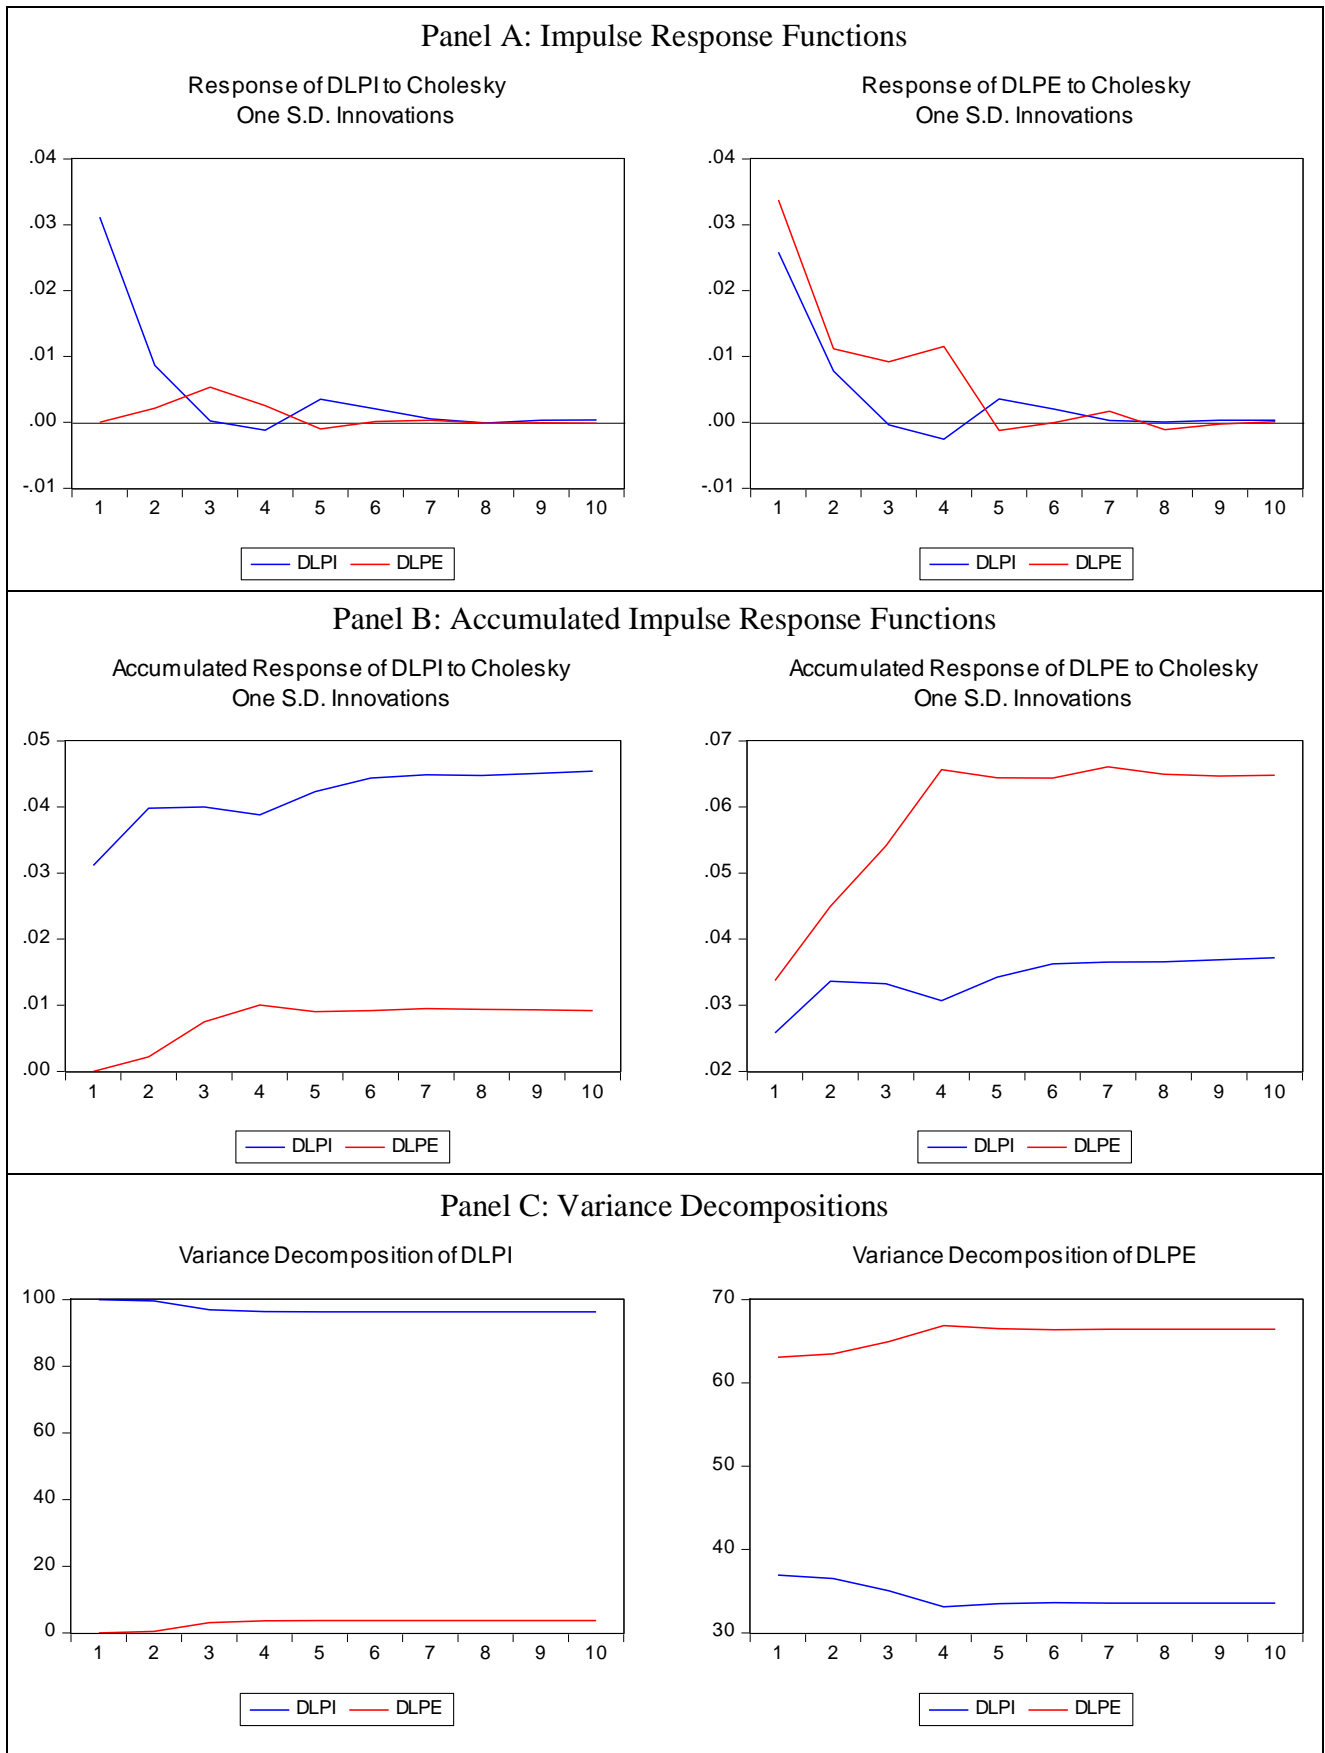 Panel A: Impulse Response Functions
Response of DLPI to Cholesky
One S.D. Innovations
.04
.03
.02
.01
.00
-.01
1 2 3 4 5 6 7 8 9 10
DLPI DLPE
Response of DLPE to Cholesky
One S.D. Innovations
.04
.03
.02
.01
.00
-.01
1 2 3 4 5 6 7 8 9 10
DLPI DLPE
Panel B: Accumulated Impulse Response Functions
Accumulated Response of DLPI to Cholesky
One S.D. Innovations
.05
.04
.03
.02
.01
.00
1 2 3 4 5 6 7 8 9 10
DLPI DLPE
Accumulated Response of DLPE to Cholesky
One S.D. Innovations
.07
.06
.05
.04
.03
.02
1 2 3 4 5 6 7 8 9 10
DLPI DLPE
Panel C: Variance Decompositions
Variance Decomposition of DLPI
100
80
60
40
20
0
1 2 3 4 5 6 7 8 9 10
DLPI DLPE
Variance Decomposition of DLPE
70
60
50
40
30
1 2 3 4 5 6 7 8 9 10
DLPI DLPE